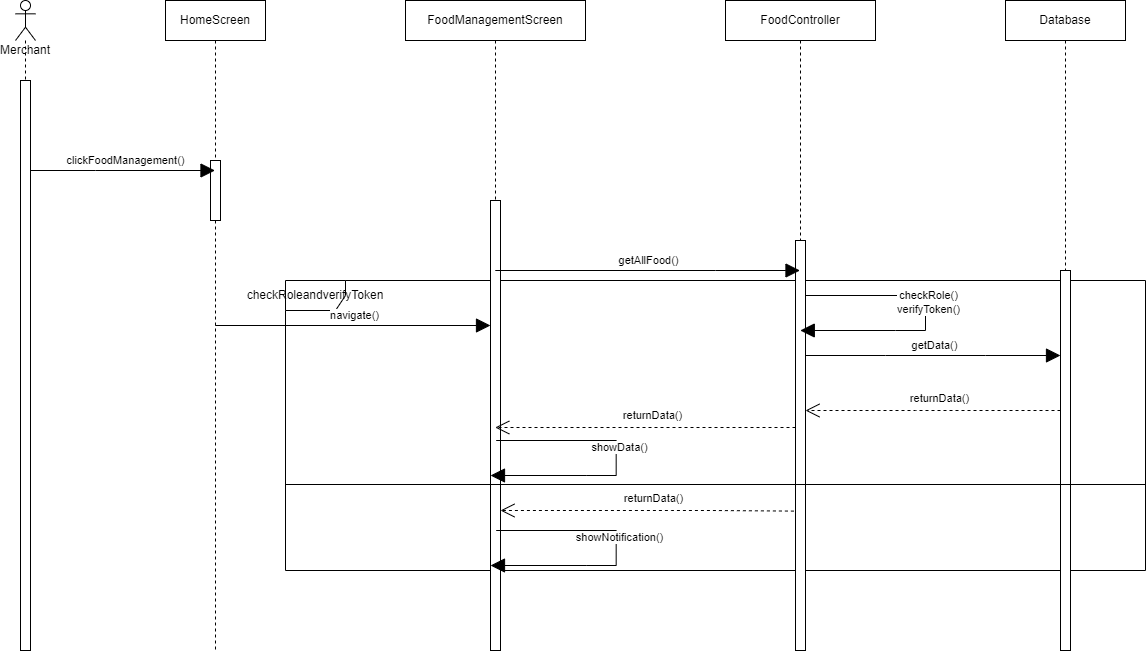 HomeScreen
FoodManagementScreen
FoodController
Database
Merchant
clickFoodManagement()
getAllFood()
checkRoleandverifyToken
checkRole()
verifyToken()
navigate()
getData()
returnData()
returnData()
showData()
returnData()
showNotification()